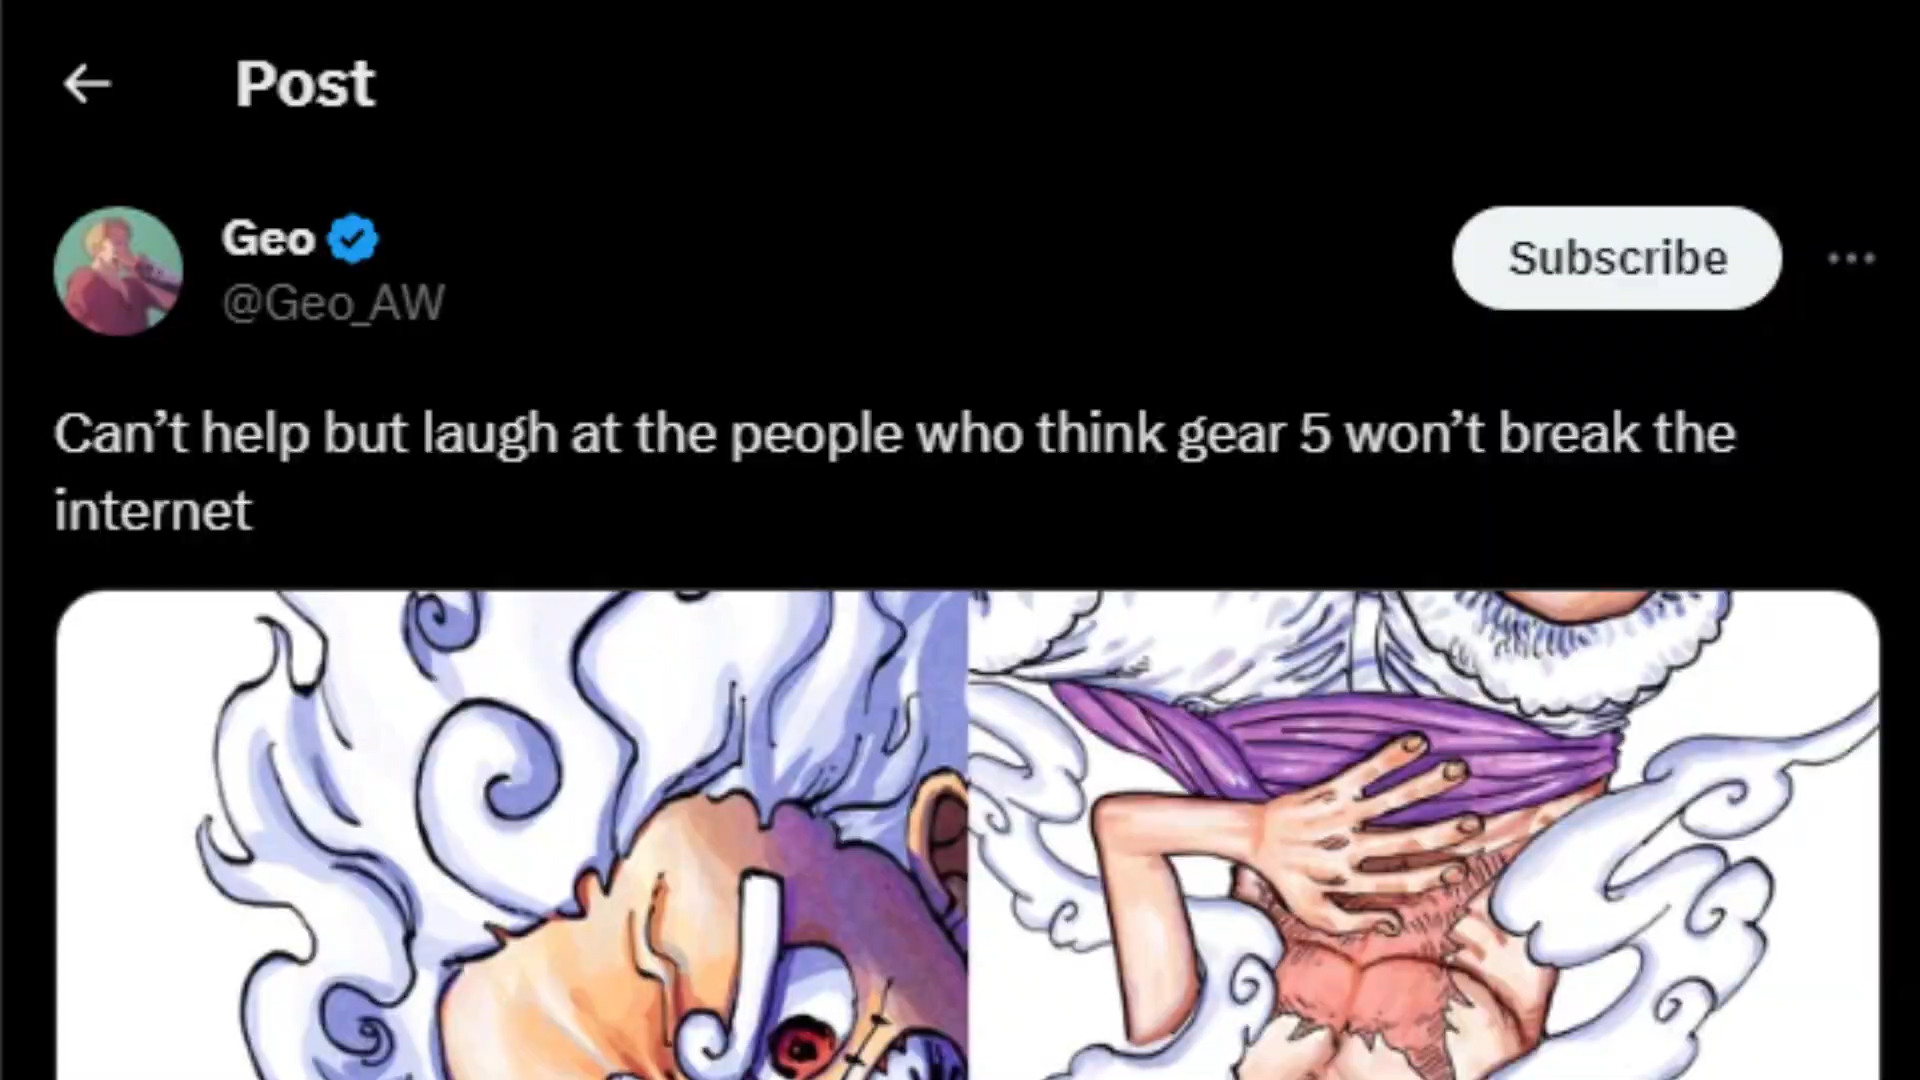 Post
Geo
@Geo_AW
Subscribe
Can’t help but laugh at the people who think gear 5 won’t break the
internet